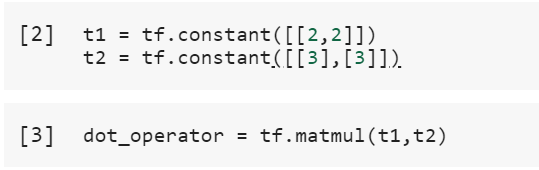 [2] t1 = tf.constant([[2,2]])
t2 = tf.constant([[3],[3]])
[3] dot_operator = tf.matmul(t1,t2)